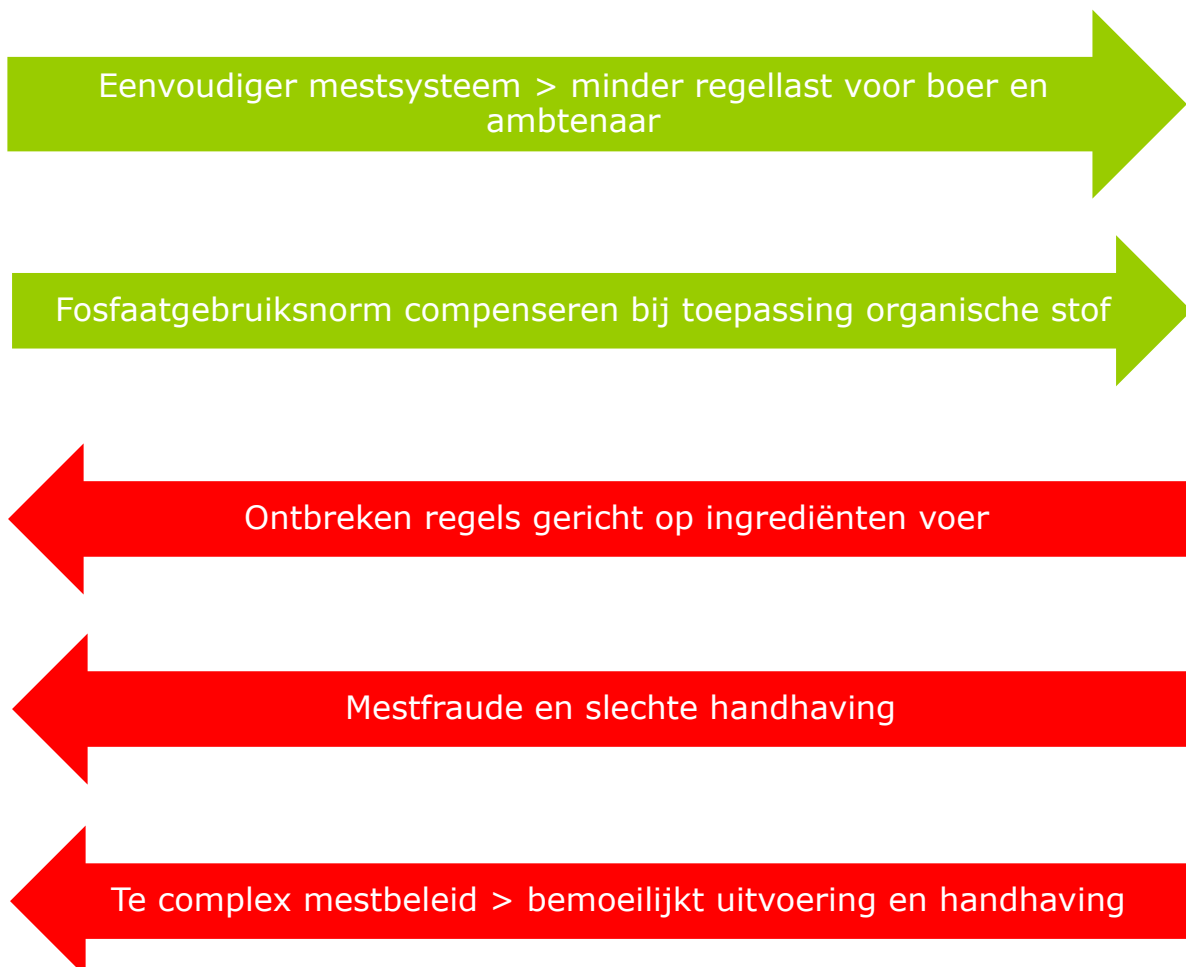 Eenvoudiger mestsysteem > minder regellast voor boer en
ambtenaar
Fosfaatgebruiksnorm compenseren bij toepassing organische stof
Ontbreken regels gericht op ingrediënten voer
Mestfraude en slechte handhaving
Te complex mestbeleid > bemoeilijkt uitvoering en handhaving